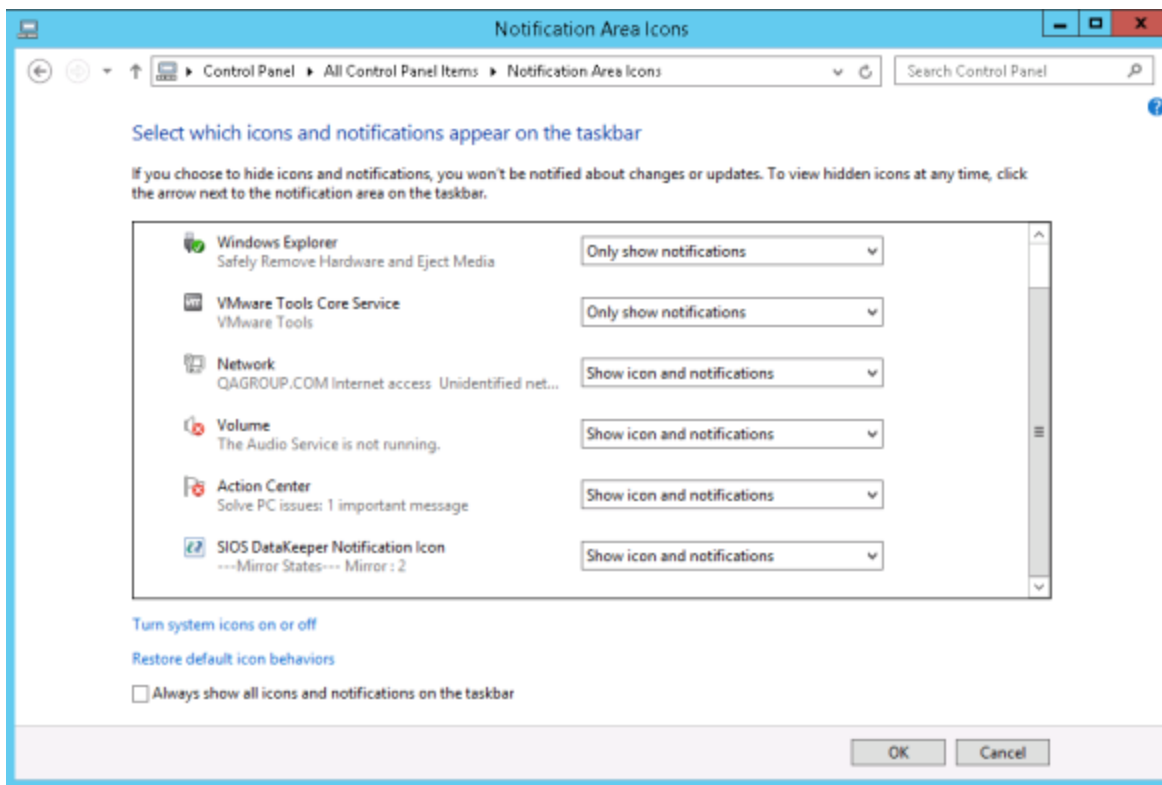 Notification Area Icons
Control Panel ▸ All Control Panel Items ▸ Notification Area Icons
Search Control Panel
Select which icons and notifications appear on the taskbar
If you choose to hide icons and notifications, you won't be notified about changes or updates. To view hidden icons at any time, click
the arrow next to the notification area on the taskbar.
Windows Explorer
Safely Remove Hardware and Eject Media
Only show notifications
VMware Tools Core Service
VMware Tools
Only show notifications
Network
QAGROUP.COM Internet access  Unidentified net...
Show icon and notifications
Volume
The Audio Service is not running.
Show icon and notifications
Action Center
Solve PC issues: 1 important message
Show icon and notifications
SIOS DataKeeper Notification Icon
---Mirror States--- Mirror : 2
Show icon and notifications
Turn system icons on or off
Restore default icon behaviors
Always show all icons and notifications on the taskbar
OK
Cancel